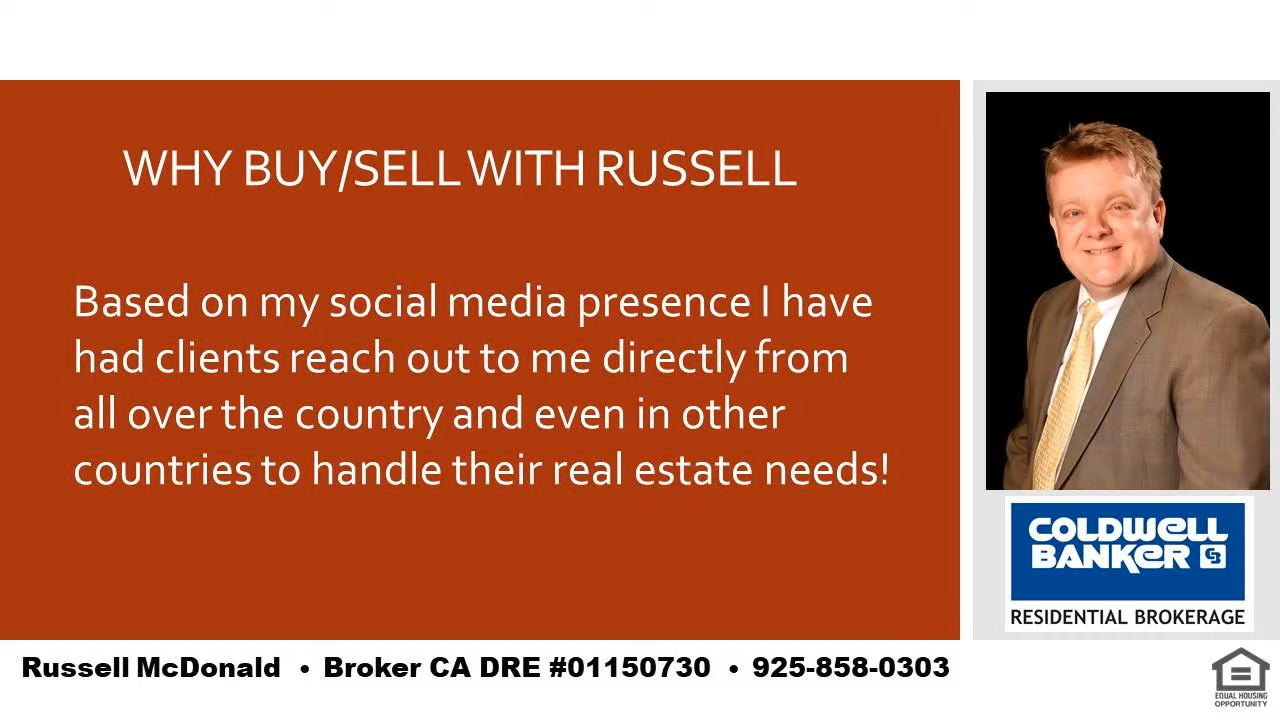 WHY BUY/SELL WITH RUSSELL
Based on my social media presence I have
had clients reach out to me directly from
all over the country and even in other
countries to handle their real estate needs!
COLDWELL
BANKER CB
RESIDENTIAL BROKERAGE
Russell McDonald • Broker CA DRE #01150730 • 925-858-0303
EQUAL HOUSING
OPPORTUNITY